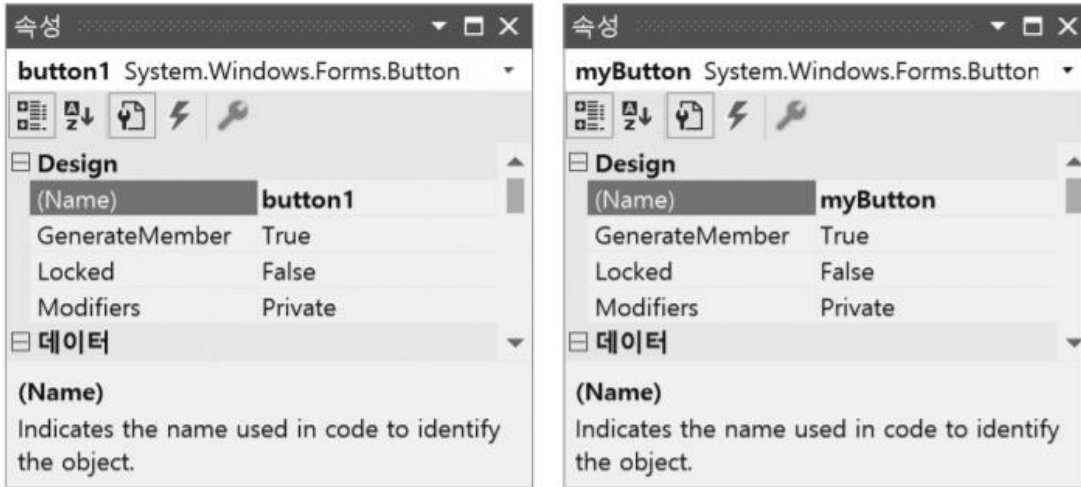 속성
button1 System.Windows.Forms.Button
Design
(Name) button1
GenerateMember True
Locked False
Modifiers Private
데이터
(Name)
Indicates the name used in code to identify
the object.
속성
myButton System.Windows.Forms.Button
Design
(Name) myButton
GenerateMember True
Locked False
Modifiers Private
데이터
(Name)
Indicates the name used in code to identify
the object.